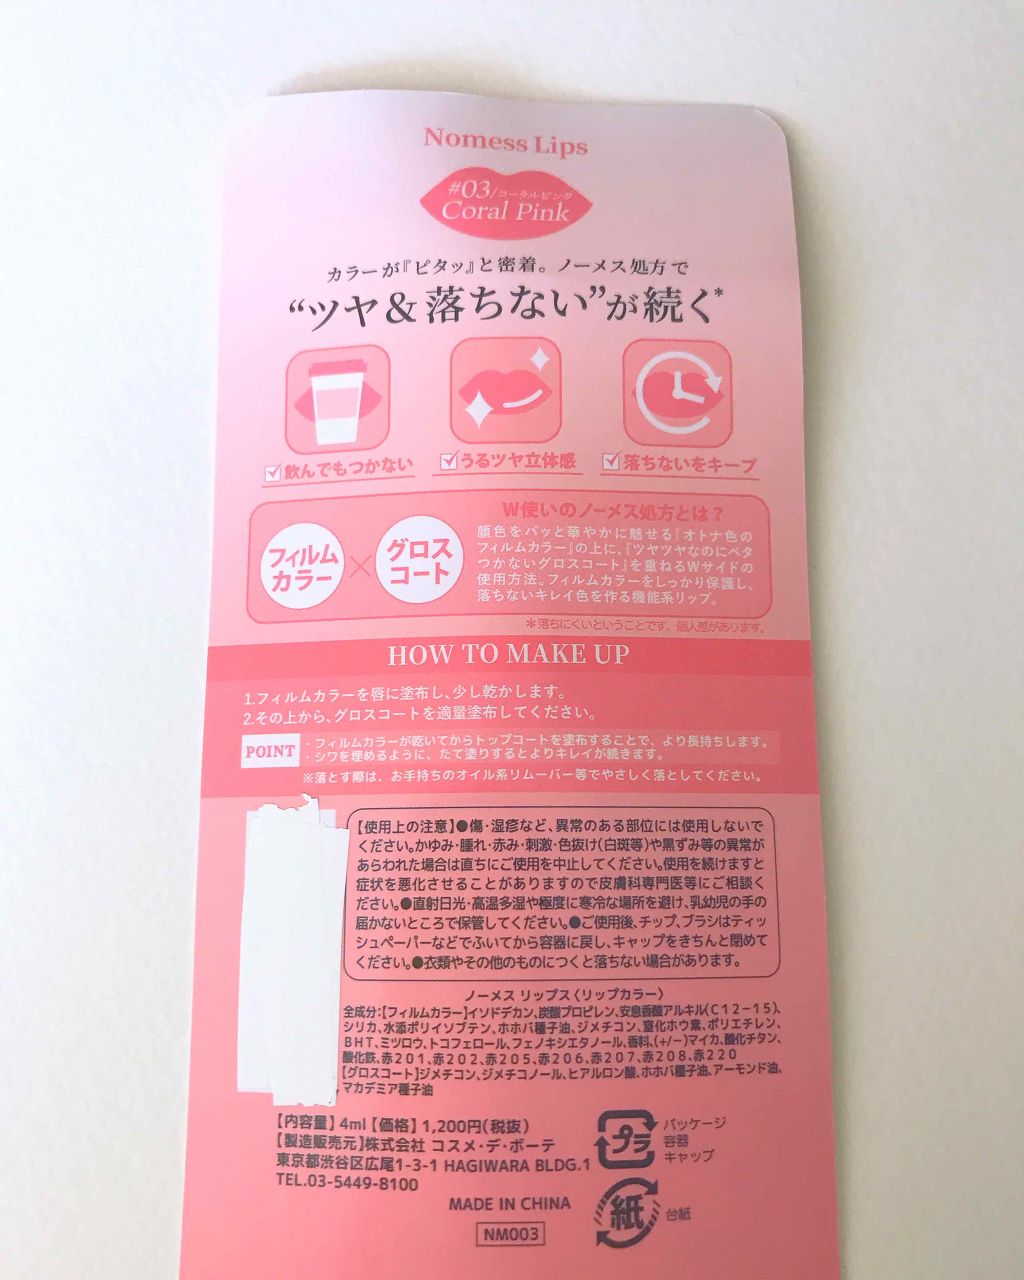 Nomess Lips
#03/コーラルピンク
Coral Pink
カラーが『ピタッ』と密着。ノーメス処方で
“ツヤ＆落ちない”が続く*
飲んでもつかない
うるツヤ立体感
落ちないをキープ
フィルム
カラー
×
グロス
コート
W使いのノーメス処方とは？
顔色をパッと華やかに魅せる『オトナ色の
フィルムカラー』の上に、『ツヤツヤなのにベタ
つかないグロスコート』を重ねるWサイドの
使用方法。フィルムカラーをしっかり保護し、
落ちないキレイ色を作る機能系リップ。
＊落ちにくいということです。個人差があります。
HOW TO MAKE UP
1.フィルムカラーを唇に塗布し、少し乾かします。
2.その上から、グロスコートを適量塗布してください。
POINT
・フィルムカラーが乾いてからトップコートを塗布することで、より長持ちします。
・シワを埋めるように、たて塗りするとよりキレイが続きます。
※落とす際は、お手持ちのオイル系リムーバー等でやさしく落としてください。
【使用上の注意】●傷・湿疹など、異常のある部位には使用しないで
ください。かゆみ・腫れ・赤み・刺激・色抜け(白斑等)や黒ずみ等の異常が
あらわれた場合は直ちにご使用を中止してください。使用を続けますと
症状を悪化させることがありますので皮膚科専門医等にご相談く
ださい。●直射日光・高温多湿や極度に寒冷な場所を避け、乳幼児の手の
届かないところで保管してください。●ご使用後、チップ、ブラシはティッ
シュペーパーなどでふいてから容器に戻し、キャップをきちんと閉めて
ください。●衣類やその他のものにつくと落ちない場合があります。
ノーメス リップス〈リップカラー〉
全成分：【フィルムカラー】イソドデカン、炭酸プロピレン、安息香酸アルキル(C12-15)、
シリカ、水添ポリイソブテン、ホホバ種子油、ジメチコン、窒化ホウ素、ポリエチレン、
BHT、ミツロウ、トコフェロール、フェノキシエタノール、香料、(+/-)マイカ、酸化チタン、
酸化鉄、赤201、赤202、赤205、赤206、赤207、赤208、赤220
【グロスコート】ジメチコン、ジメチコノール、ヒアルロン酸、ホホバ種子油、アーモンド油、
マカデミア種子油
【内容量】4ml【価格】1,200円(税抜)
【製造販売元】株式会社 コスメ・デ・ボーテ
東京都渋谷区広尾1-3-1 HAGIWARA BLDG.1
TEL.03-5449-8100
プラ
パッケージ
容器
キャップ
MADE IN CHINA
NM003
紙
台紙